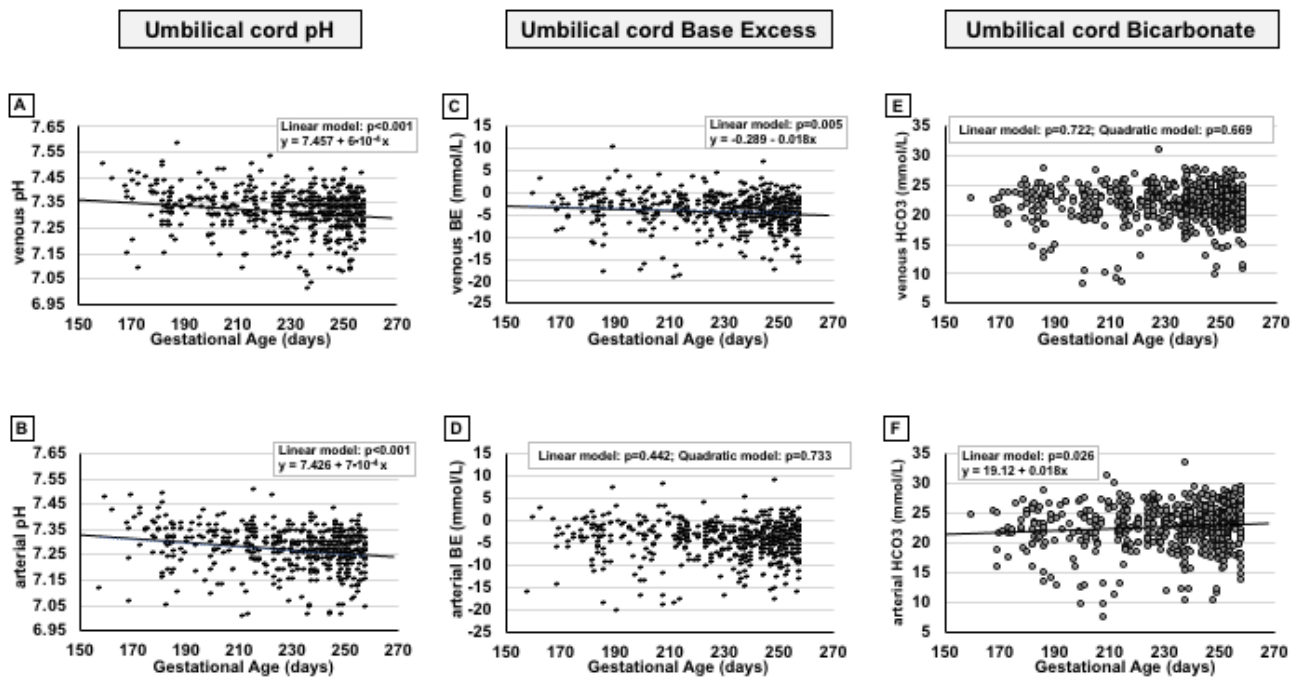 Umbilical cord pH
Umbilical cord Base Excess
Umbilical cord Bicarbonate
A
Linear model: p<0.001
y = 7.457 + 6•10⁻⁴ x
venous pH
7.65
7.55
7.45
7.35
7.25
7.15
7.05
6.95
150 170 190 210 230 250 270
Gestational Age (days)
C
Linear model: p=0.005
y = -0.289 - 0.018x
venous BE (mmol/L)
15
10
5
0
-5
-10
-15
-20
-25
150 170 190 210 230 250 270
Gestational Age (days)
E
Linear model: p=0.722; Quadratic model: p=0.669
venous HCO3 (mmol/L)
35
30
25
20
15
10
5
150 170 190 210 230 250 270
Gestational Age (days)
B
Linear model: p<0.001
y = 7.426 + 7•10⁻⁴ x
arterial pH
7.65
7.55
7.45
7.35
7.25
7.15
7.05
6.95
150 170 190 210 230 250 270
Gestational Age (days)
D
Linear model: p=0.442; Quadratic model: p=0.733
arterial BE (mmol/L)
15
10
5
0
-5
-10
-15
-20
-25
150 170 190 210 230 250 270
Gestational Age (days)
F
Linear model: p=0.026
y = 19.12 + 0.018x
arterial HCO3 (mmol/L)
35
30
25
20
15
10
5
150 170 190 210 230 250 270
Gestational Age (days)